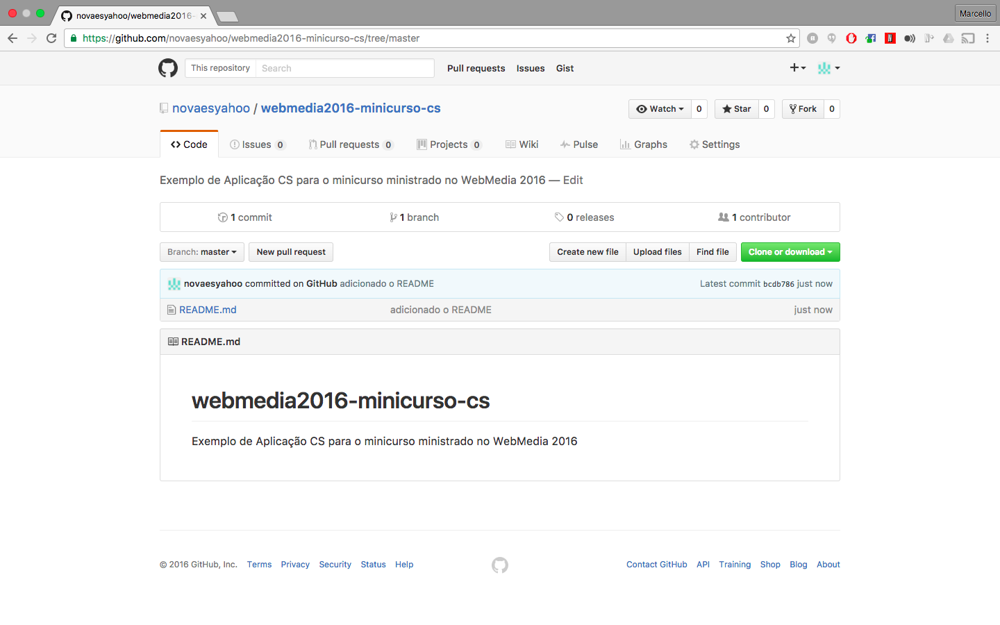 novaesyahoo/webmedia2016-
Marcello
https://github.com/novaesyahoo/webmedia2016-minicurso-cs/tree/master
This repository Search Pull requests Issues Gist
novaesyahoo / webmedia2016-minicurso-cs Watch 0 Star 0 Fork 0
Code Issues 0 Pull requests 0 Projects 0 Wiki Pulse Graphs Settings
Exemplo de Aplicação CS para o minicurso ministrado no WebMedia 2016 — Edit
1 commit 1 branch 0 releases 1 contributor
Branch: master New pull request Create new file Upload files Find file Clone or download
novaesyahoo committed on GitHub adicionado o README Latest commit bcdb786 just now
README.md adicionado o README just now
README.md
webmedia2016-minicurso-cs
Exemplo de Aplicação CS para o minicurso ministrado no WebMedia 2016
© 2016 GitHub, Inc. Terms Privacy Security Status Help Contact GitHub API Training Shop Blog About